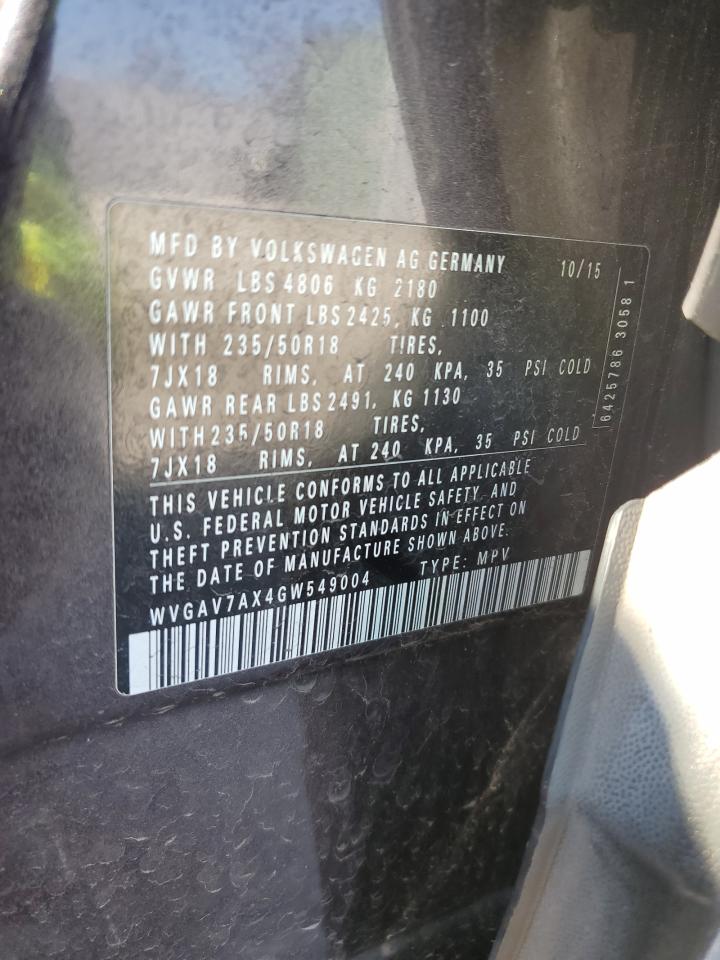 MFD BY VOLKSWAGEN AG GERMANY 10/15
GVWR LBS 4806 KG 2180
GAWR FRONT LBS 2425, KG 1100
WITH 235/50R18 TIRES,
7JX18 RIMS, AT 240 KPA, 35 PSI COLD
GAWR REAR LBS 2491, KG 1130
WITH 235/50R18 TIRES,
7JX18 RIMS, AT 240 KPA, 35 PSI COLD
THIS VEHICLE CONFORMS TO ALL APPLICABLE
U.S. FEDERAL MOTOR VEHICLE SAFETY AND
THEFT PREVENTION STANDARDS IN EFFECT ON
THE DATE OF MANUFACTURE SHOWN ABOVE.
WVGAV7AX4GW549004 TYPE: MPV
6425786 3058 1